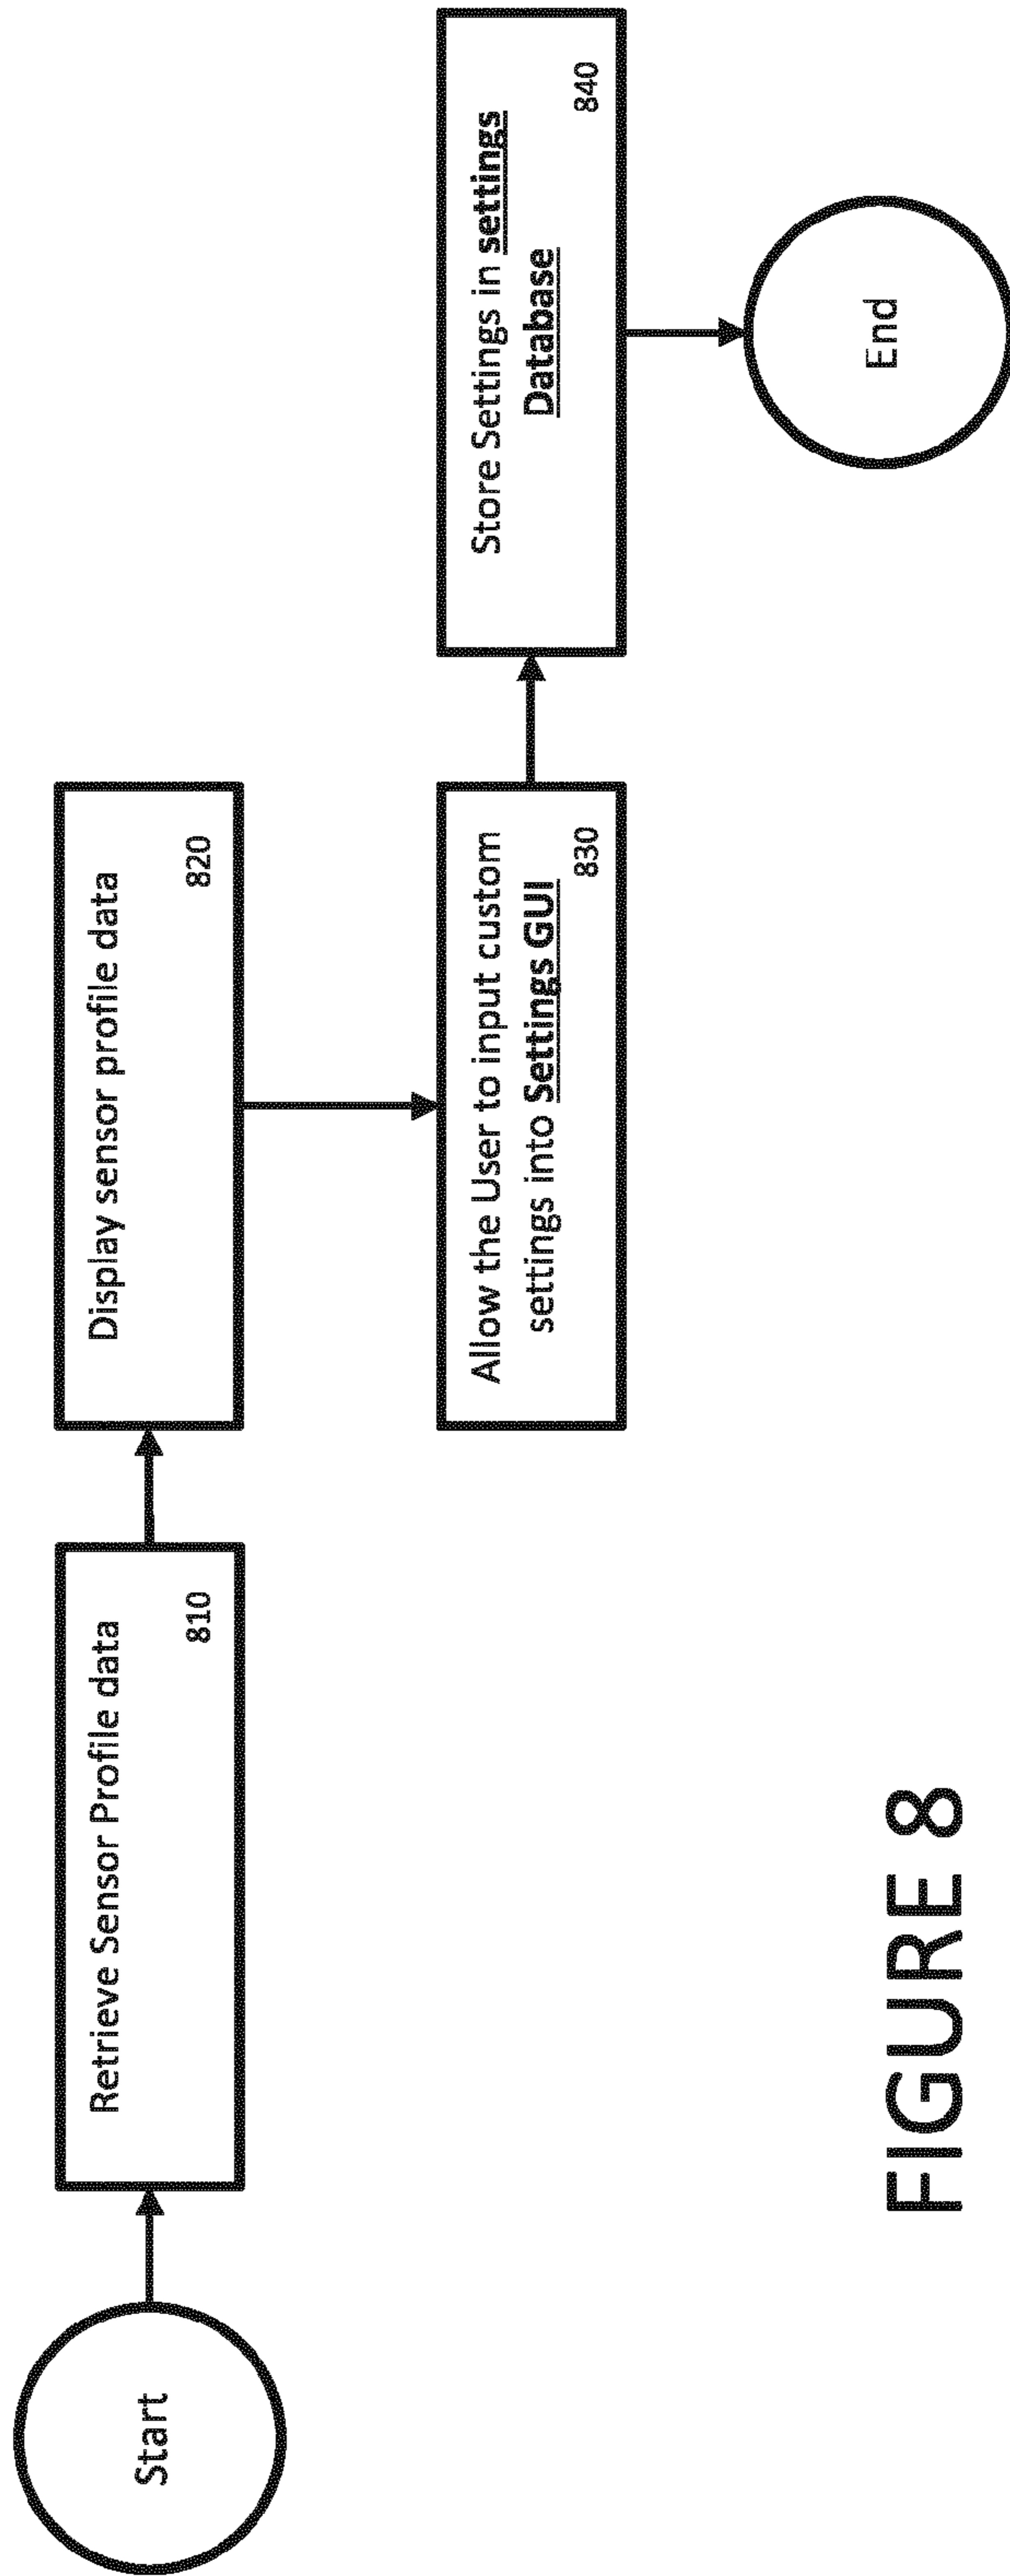 Start
Retrieve Sensor Profile data
810
Display sensor profile data
820
Allow the User to input custom
settings into Settings GUI
830
Store Settings in settings
Database
840
End
FIGURE 8